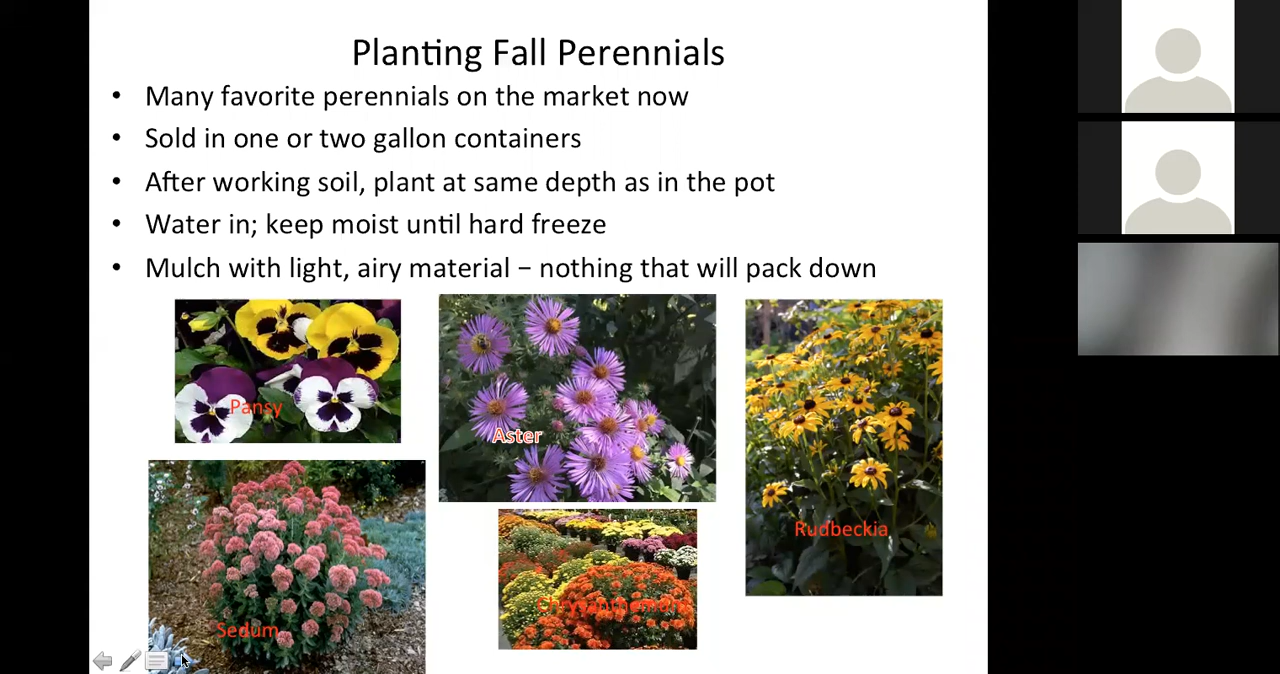 Planting Fall Perennials
• Many favorite perennials on the market now
• Sold in one or two gallon containers
• After working soil, plant at same depth as in the pot
• Water in; keep moist until hard freeze
• Mulch with light, airy material – nothing that will pack down
Pansy
Aster
Rudbeckia
Sedum
Chrysanthemum